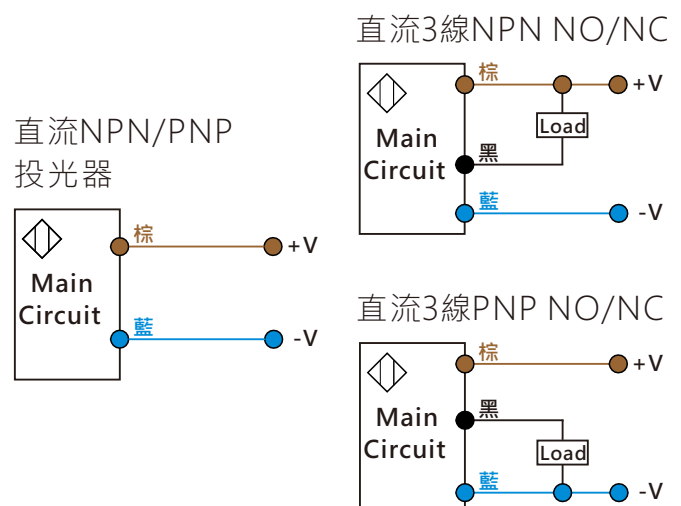 直流NPN/PNP
投光器
棕
+V
Main
Circuit
藍
-V
直流3線NPN NO/NC
棕
+V
Load
Main
Circuit
黑
藍
-V
直流3線PNP NO/NC
棕
+V
黑
Main
Circuit
Load
藍
-V